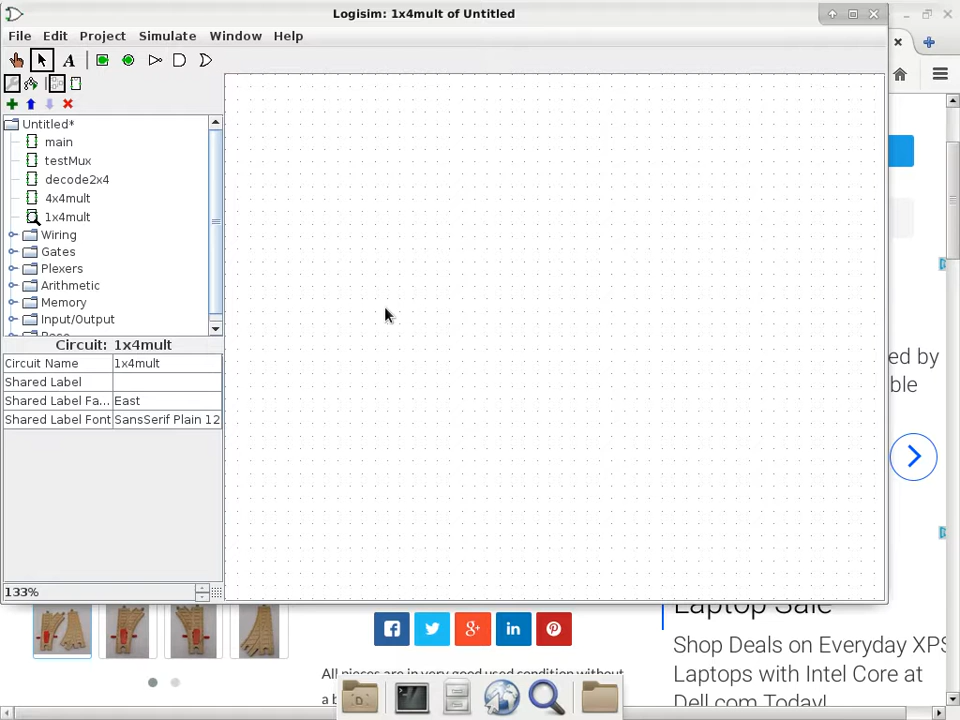 Logisim: 1x4mult of Untitled
File Edit Project Simulate Window Help
A
Untitled*
main
testMux
decode2x4
4x4mult
1x4mult
Wiring
Gates
Plexers
Arithmetic
Memory
Input/Output
Circuit: 1x4mult
Circuit Name 1x4mult
Shared Label
Shared Label Fa... East
Shared Label Font SansSerif Plain 12
133%
ed by
ble
Laptop Sale
Shop Deals on Everyday XPS
Laptops with Intel Core at
Dell.com Today!
All pieces are in very good used condition without
a b